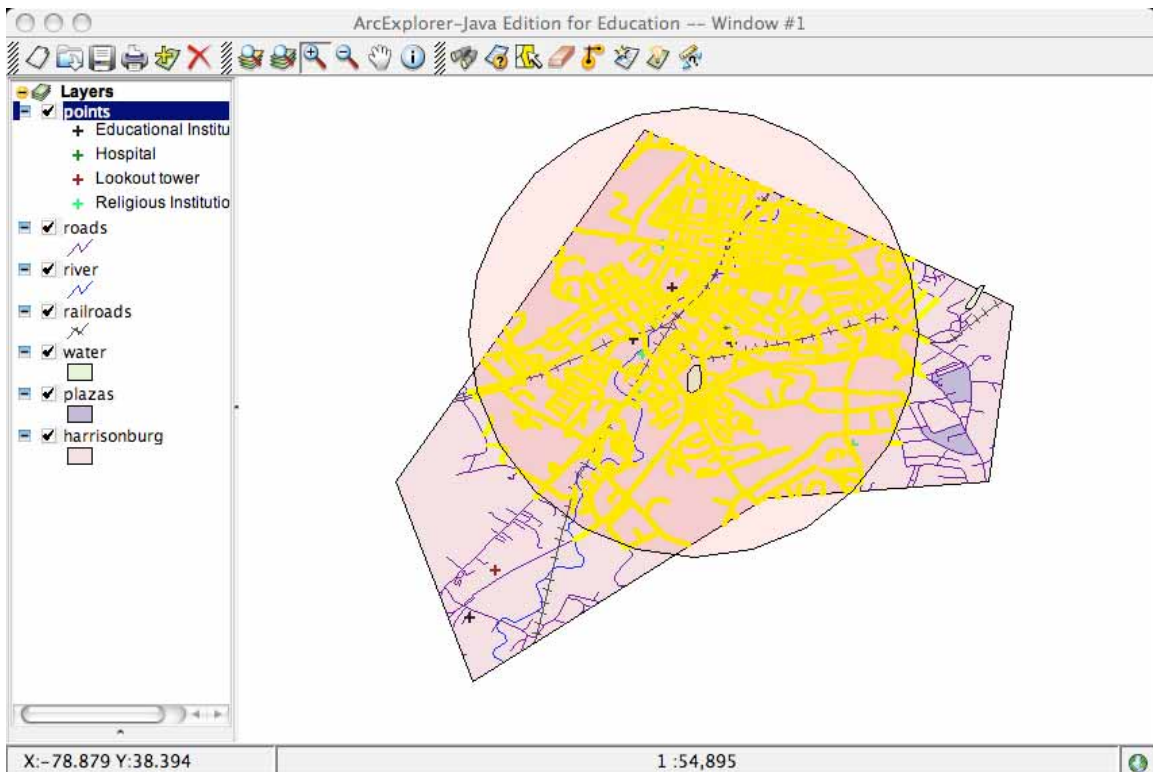 ArcExplorer-Java Edition for Education -- Window #1
Layers
points
Educational Institu
Hospital
Lookout tower
Religious Institutio
roads
river
railroads
water
plazas
harrisonburg
X:-78.879 Y:38.394
1 :54,895